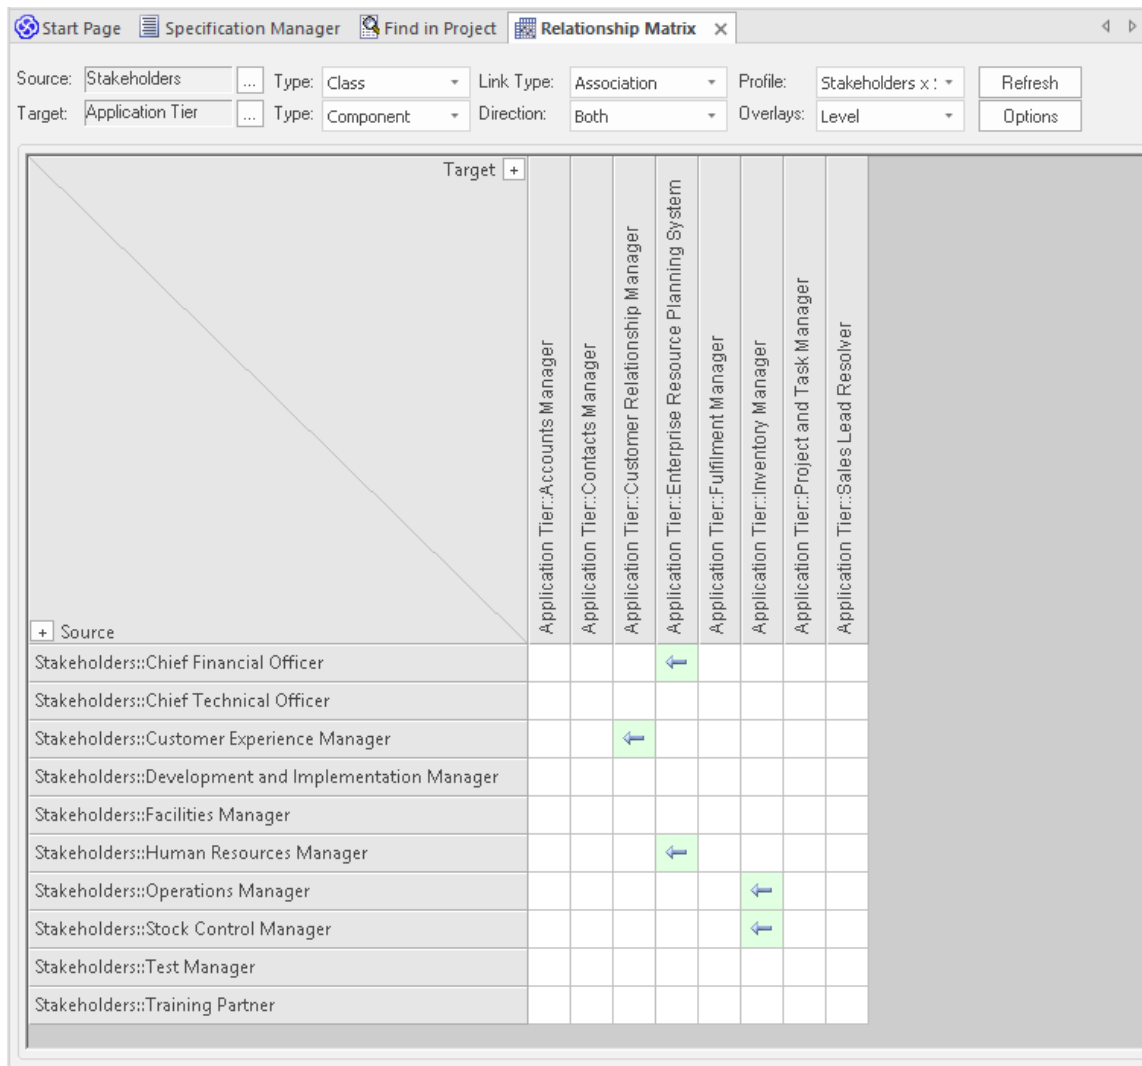 Start Page Specification Manager Find in Project Relationship Matrix
Source: Stakeholders ... Type: Class Link Type: Association Profile: Stakeholders x : Refresh
Target: Application Tier ... Type: Component Direction: Both Overlays: Level Options
Target +
Application Tier::Accounts Manager
Application Tier::Contacts Manager
Application Tier::Customer Relationship Manager
Application Tier::Enterprise Resource Planning System
Application Tier::Fulfilment Manager
Application Tier::Inventory Manager
Application Tier::Project and Task Manager
Application Tier::Sales Lead Resolver
+ Source
Stakeholders::Chief Financial Officer
Stakeholders::Chief Technical Officer
Stakeholders::Customer Experience Manager
Stakeholders::Development and Implementation Manager
Stakeholders::Facilities Manager
Stakeholders::Human Resources Manager
Stakeholders::Operations Manager
Stakeholders::Stock Control Manager
Stakeholders::Test Manager
Stakeholders::Training Partner